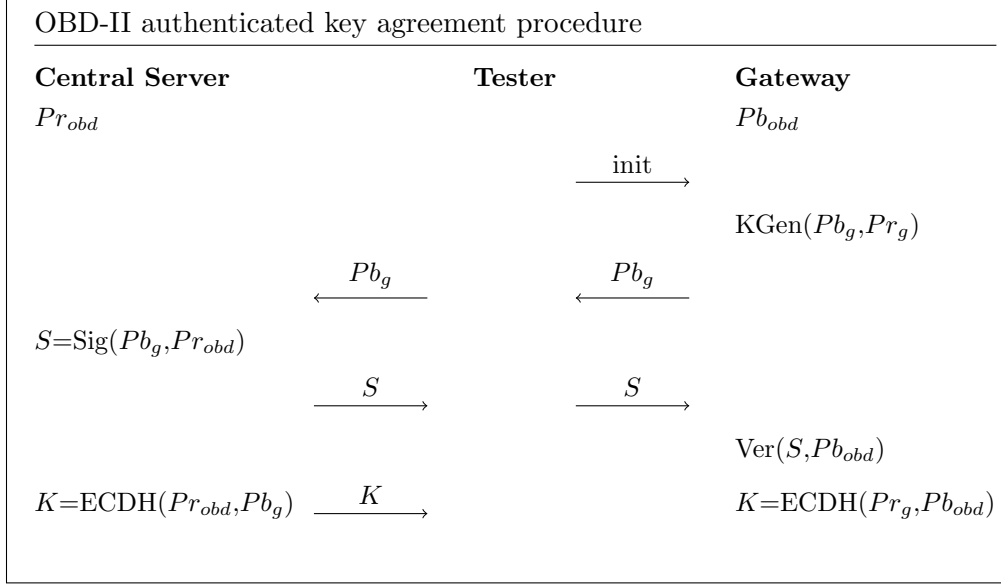 OBD-II authenticated key agreement procedure
Central Server Tester Gateway
Pr_obd Pb_obd
init
KGen(Pb_g,Pr_g)
Pb_g Pb_g
S=Sig(Pb_g,Pr_obd)
S S
Ver(S,Pb_obd)
K=ECDH(Pr_obd,Pb_g) K K=ECDH(Pr_g,Pb_obd)